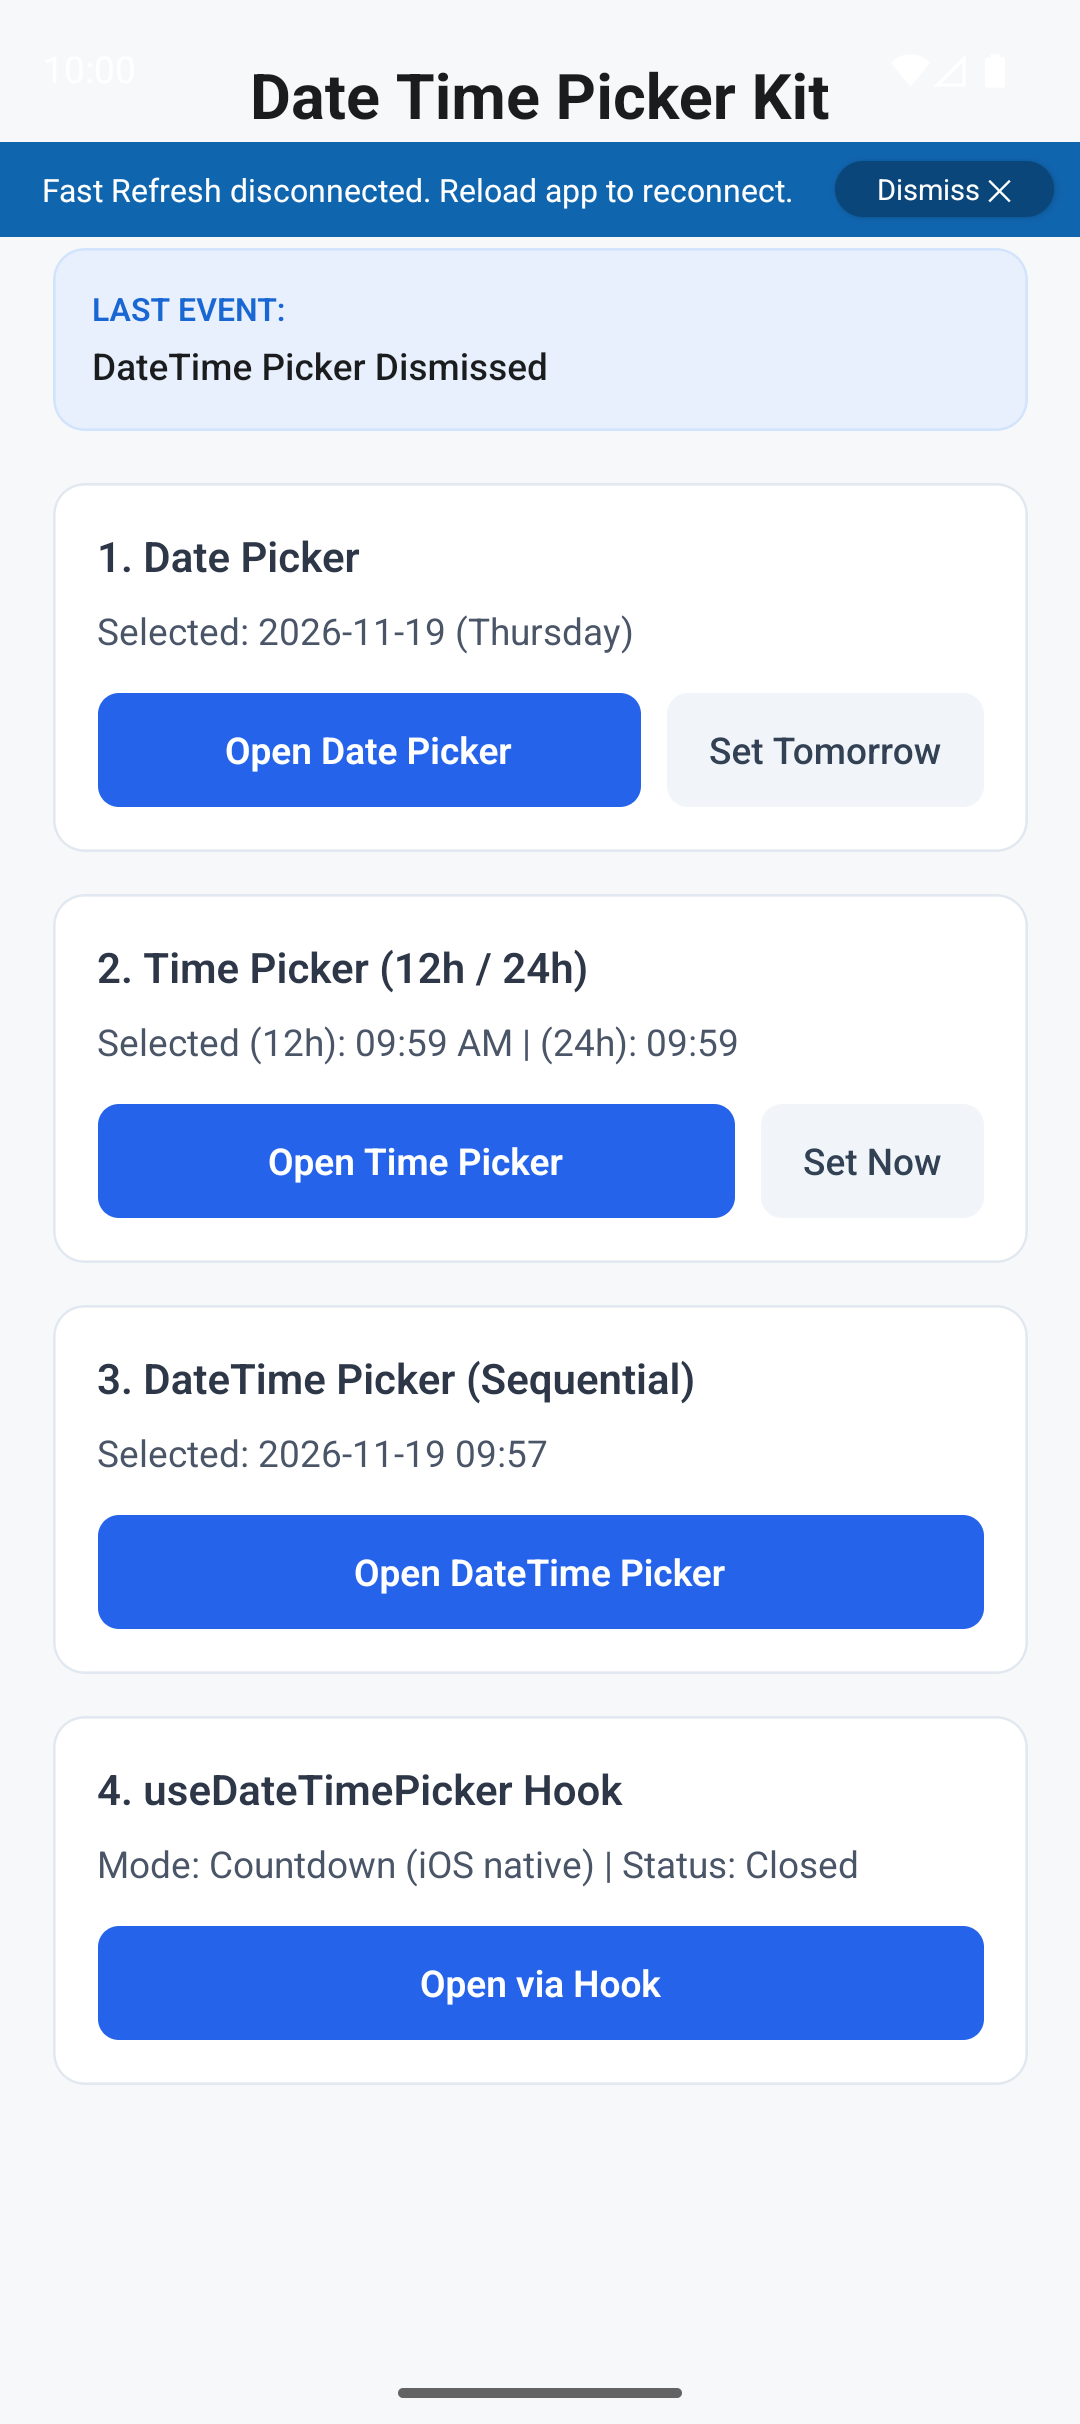 10:00
Date Time Picker Kit
Fast Refresh disconnected. Reload app to reconnect.
Dismiss
LAST EVENT:
DateTime Picker Dismissed
1. Date Picker
Selected: 2026-11-19 (Thursday)
Open Date Picker
Set Tomorrow
2. Time Picker (12h / 24h)
Selected (12h): 09:59 AM | (24h): 09:59
Open Time Picker
Set Now
3. DateTime Picker (Sequential)
Selected: 2026-11-19 09:57
Open DateTime Picker
4. useDateTimePicker Hook
Mode: Countdown (iOS native) | Status: Closed
Open via Hook